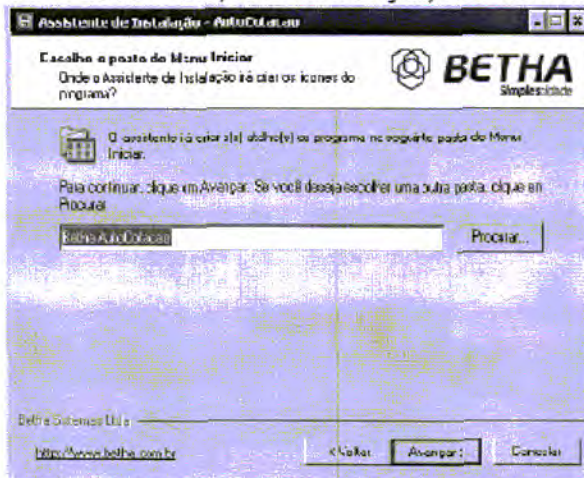 Assistente de Instalação - AutoCotacao
Escolha a pasta do Menu Iniciar
Onde o Assistente de Instalação irá criar os ícones do
programa?
BETHA
Simplescidade
O assistente irá criar o(s) atalho(s) do programa na seguinte pasta do Menu
Iniciar.
Para continuar, clique em Avançar. Se você deseja escolher uma outra pasta, clique em
Procurar.
Betha AutoCotacao
Procurar...
Betha Sistemas Ltda
http://www.betha.com.br
< Voltar
Avançar >
Cancelar